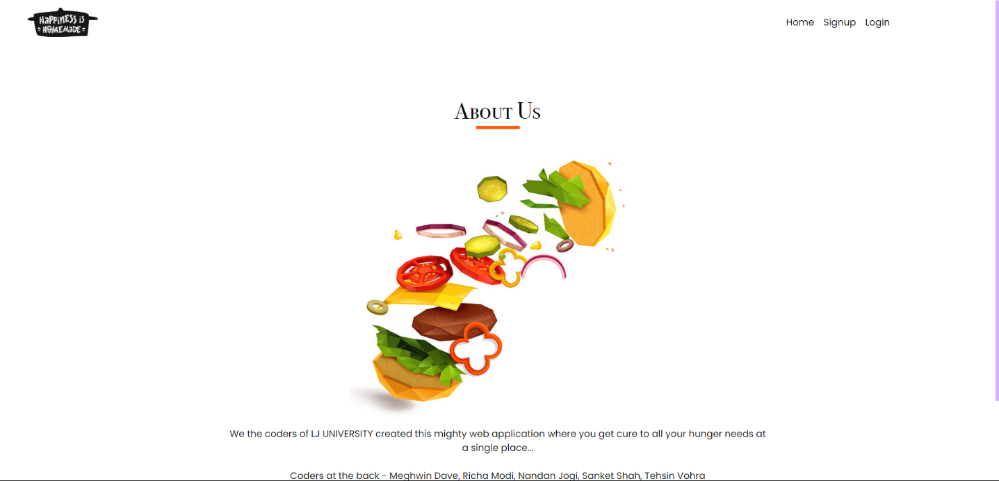 HaPPiNESS iS
HOMEMaDE
Home Signup Login
About Us
We the coders of LJ UNIVERSITY created this mighty web application where you get cure to all your hunger needs at
a single place...
Coders at the back - Meghwin Dave, Richa Modi, Nandan Jogi, Sanket Shah, Tehsin Vohra